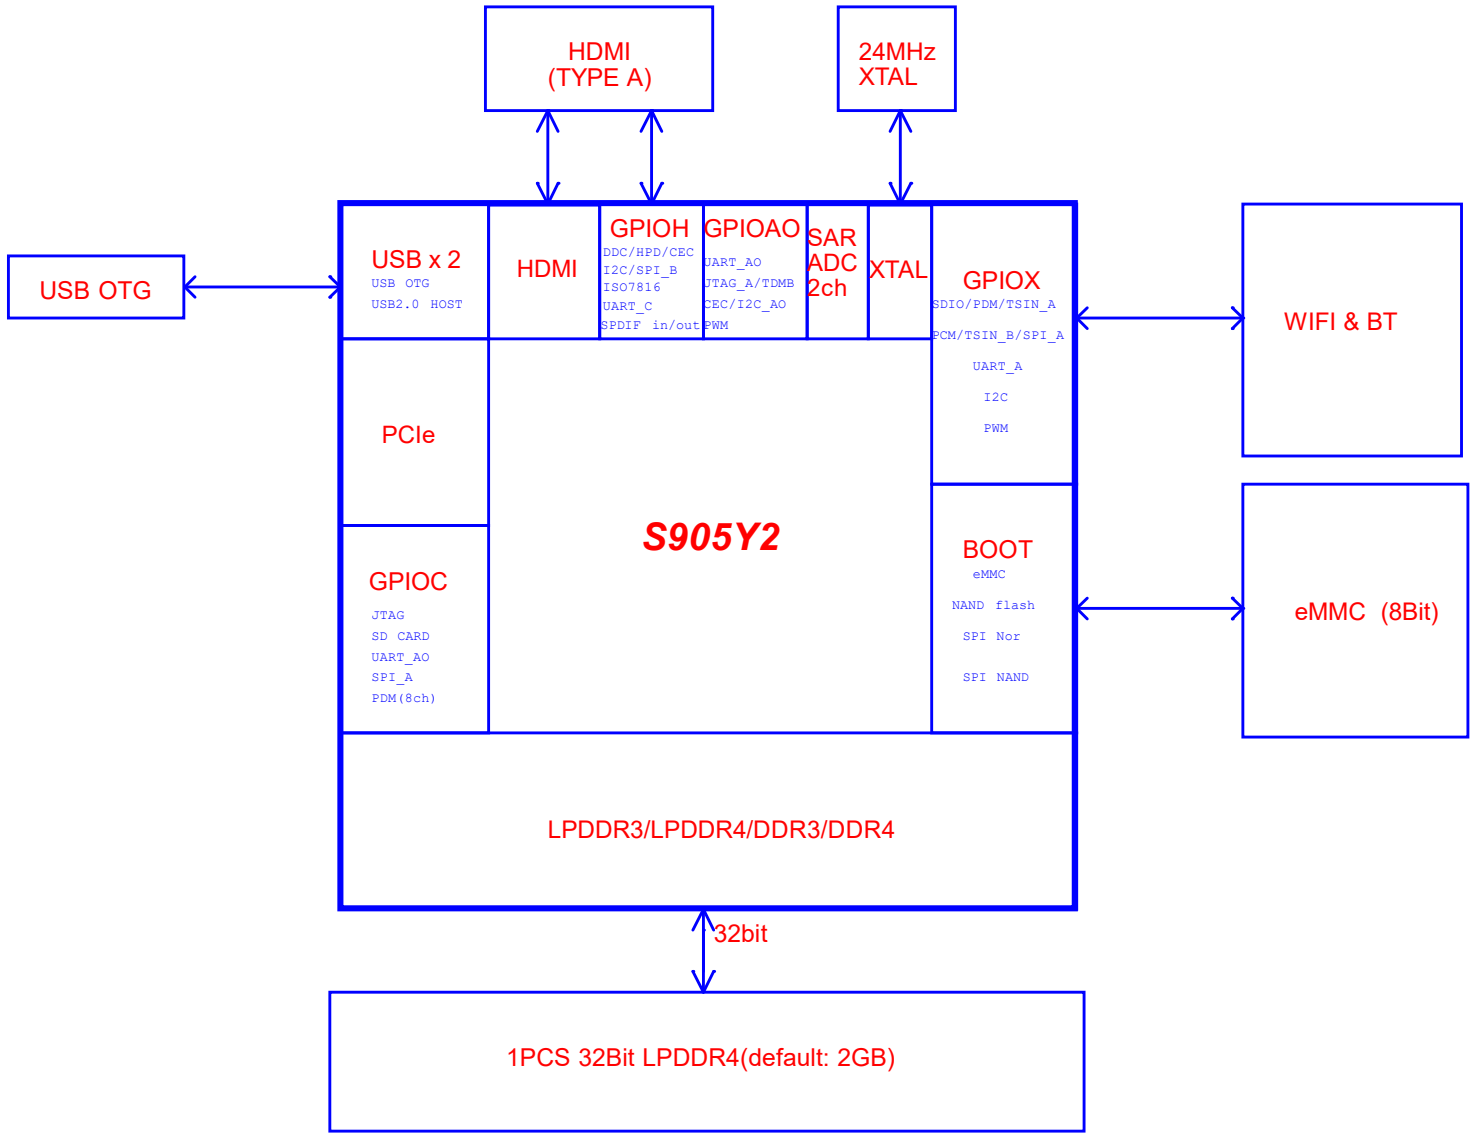 HDMI
(TYPE A)
24MHz
XTAL
USB OTG
USB x 2
USB OTG
USB2.0 HOST
HDMI
GPIOH
DDC/HPD/CEC
I2C/SPI_B
ISO7816
UART_C
SPDIF in/out
GPIOAO
UART_AO
JTAG_A/TDMB
CEC/I2C_AO
PWM
SAR
ADC
2ch
XTAL
GPIOX
SDIO/PDM/TSIN_A
PCM/TSIN_B/SPI_A
UART_A
I2C
PWM
WIFI & BT
PCIe
S905Y2
GPIOC
JTAG
SD CARD
UART_AO
SPI_A
PDM(8ch)
BOOT
eMMC
NAND flash
SPI Nor
SPI NAND
eMMC (8Bit)
LPDDR3/LPDDR4/DDR3/DDR4
32bit
1PCS 32Bit LPDDR4(default: 2GB)